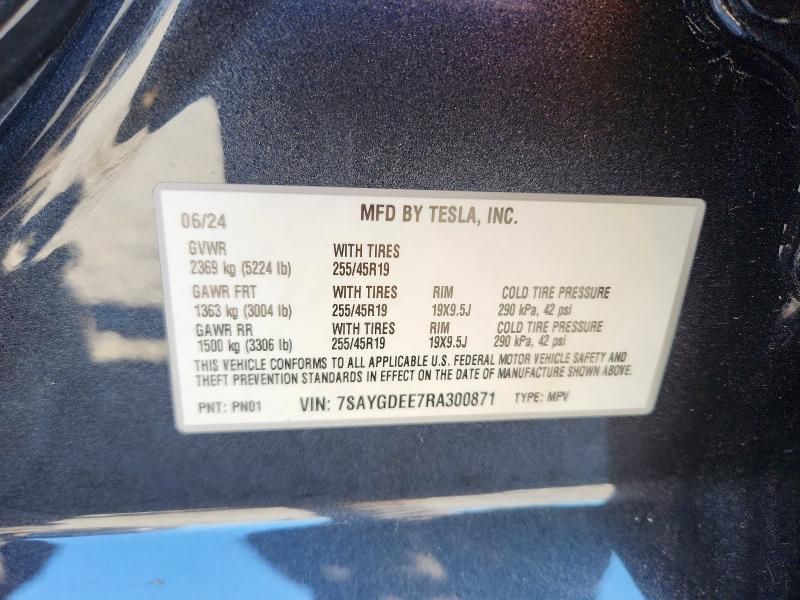 06/24 MFD BY TESLA, INC.
GVWR WITH TIRES
2369 kg (5224 lb) 255/45R19
GAWR FRT WITH TIRES RIM COLD TIRE PRESSURE
1363 kg (3004 lb) 255/45R19 19X9.5J 290 kPa, 42 psi
GAWR RR WITH TIRES RIM COLD TIRE PRESSURE
1500 kg (3306 lb) 255/45R19 19X9.5J 290 kPa, 42 psi
THIS VEHICLE CONFORMS TO ALL APPLICABLE U.S. FEDERAL MOTOR VEHICLE SAFETY AND
THEFT PREVENTION STANDARDS IN EFFECT ON THE DATE OF MANUFACTURE SHOWN ABOVE.
PNT: PN01 VIN: 7SAYGDEE7RA300871 TYPE: MPV